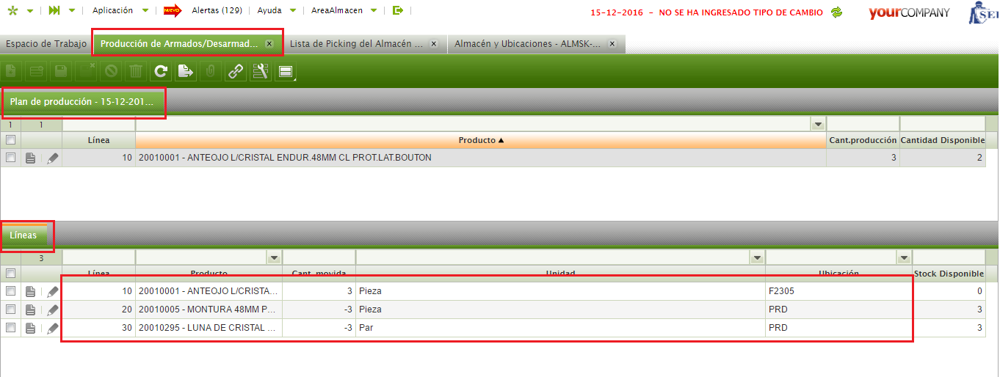 Aplicación NUEVO Alertas (129) Ayuda AreaAlmacen 15-12-2016 - NO SE HA INGRESADO TIPO DE CAMBIO yourCOMPANY
Espacio de Trabajo Producción de Armados/Desarmad... Lista de Picking del Almacén ... Almacén y Ubicaciones - ALMSK-...
Plan de producción - 15-12-201...
1 1
Línea Producto Cant.producción Cantidad Disponible
10 20010001 - ANTEOJO L/CRISTAL ENDUR.48MM CL PROT.LAT.BOUTON 3 2
Líneas
3
Línea Producto Cant. movida Unidad Ubicación Stock Disponible
10 20010001 - ANTEOJO L/CRISTA... 3 Pieza F2305 0
20 20010005 - MONTURA 48MM P... -3 Pieza PRD 3
30 20010295 - LUNA DE CRISTAL ... -3 Par PRD 3